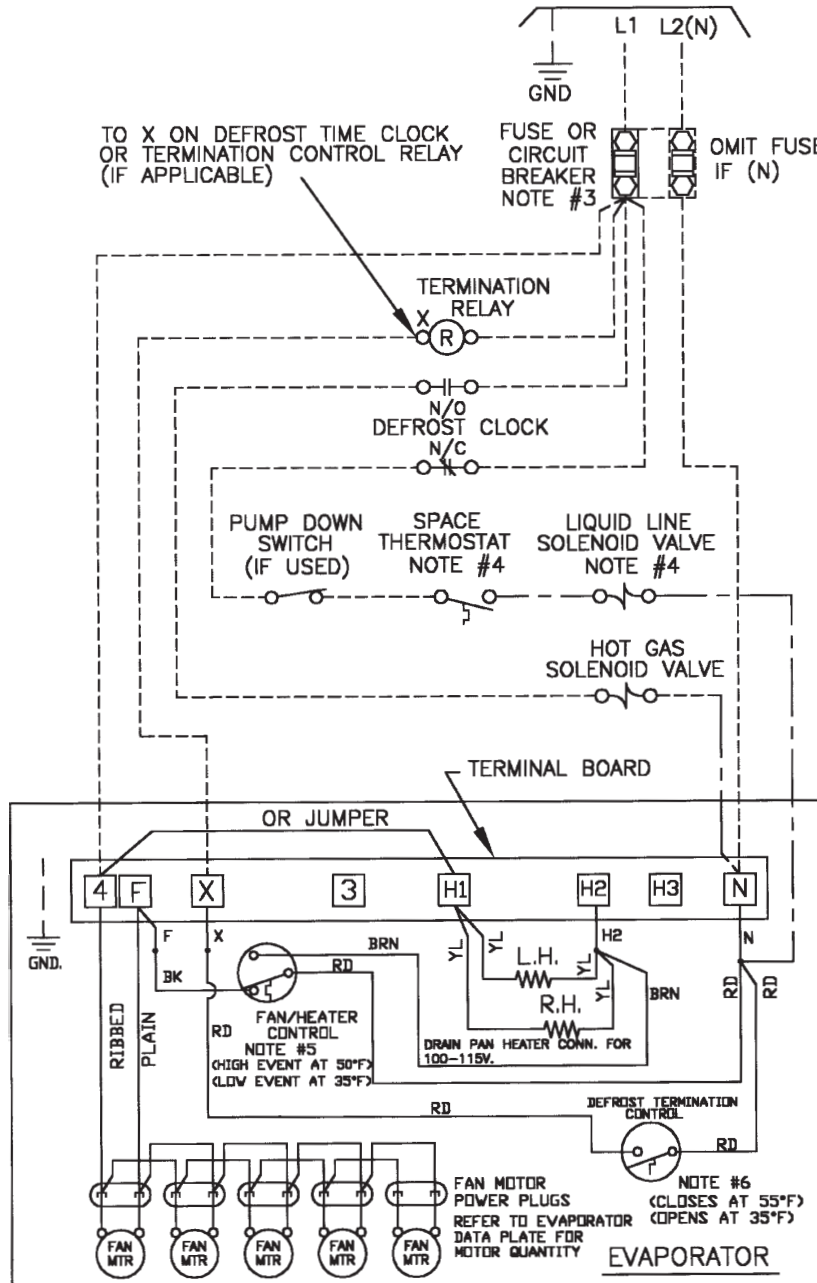 L1 L2(N)
GND
TO X ON DEFROST TIME CLOCK
OR TERMINATION CONTROL RELAY
(IF APPLICABLE)
FUSE OR
CIRCUIT
BREAKER
NOTE #3
OMIT FUSE
IF (N)
TERMINATION
RELAY
X
R
N/O
DEFROST CLOCK
N/C
PUMP DOWN
SWITCH
(IF USED)
SPACE
THERMOSTAT
NOTE #4
LIQUID LINE
SOLENOID VALVE
NOTE #4
HOT GAS
SOLENOID VALVE
TERMINAL BOARD
OR JUMPER
4 F X 3 H1 H2 H3 N
GND.
F
X
BK
BRN
RD
YL
YL
L.H.
R.H.
YL
YL
H2
BRN
N
RD
RD
RIBBED
PLAIN
RD
FAN/HEATER
CONTROL
NOTE #5
(HIGH EVENT AT 50°F)
(LOW EVENT AT 35°F)
DRAIN PAN HEATER CONN. FOR
100-115V.
RD
DEFROST TERMINATION
CONTROL
RD
NOTE #6
(CLOSES AT 55°F)
(OPENS AT 35°F)
FAN MOTOR
POWER PLUGS
REFER TO EVAPORATOR
DATA PLATE FOR
MOTOR QUANTITY
FAN
MTR
FAN
MTR
FAN
MTR
FAN
MTR
FAN
MTR
EVAPORATOR